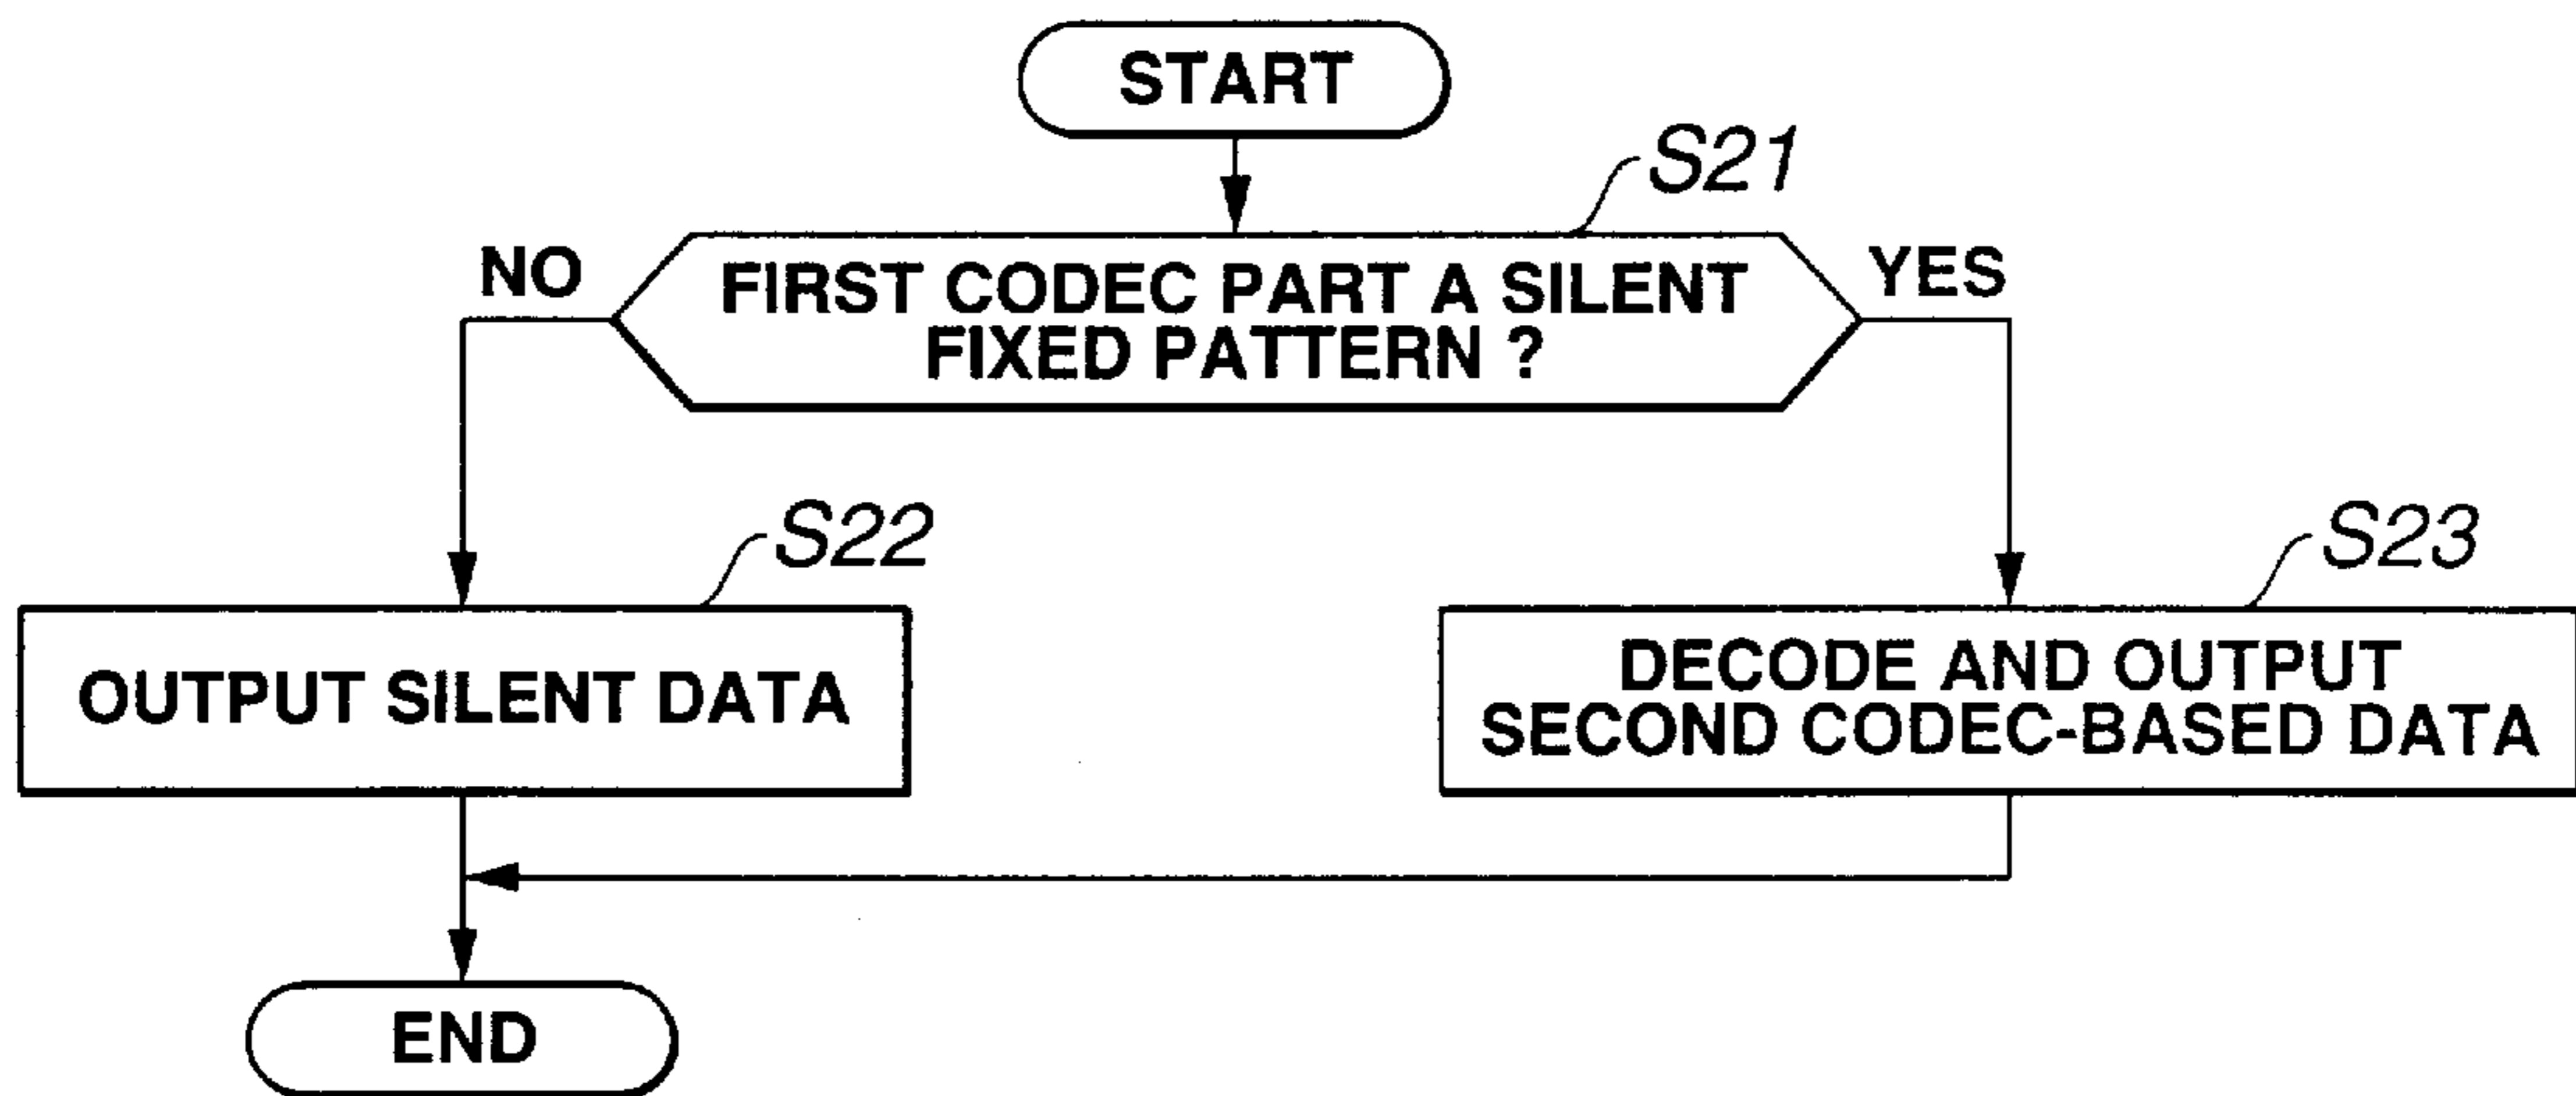 START
S21
NO
FIRST CODEC PART A SILENT
FIXED PATTERN ?
YES
S22
S23
OUTPUT SILENT DATA
DECODE AND OUTPUT
SECOND CODEC-BASED DATA
END